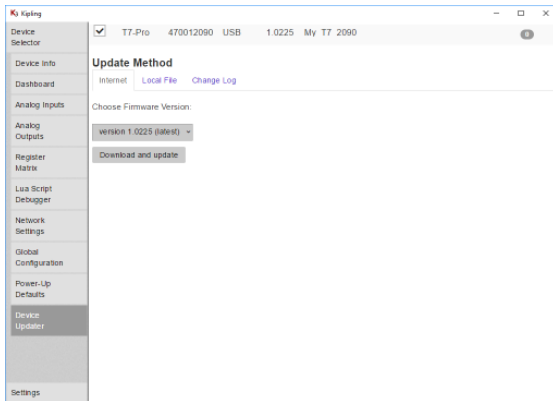 Kipling
Device
Selector
T7-Pro 470012090 USB 1.0225 My T7 2090
0
Device Info
Dashboard
Analog Inputs
Analog
Outputs
Register
Matrix
Lua Script
Debugger
Network
Settings
Global
Configuration
Power-Up
Defaults
Device
Updater
Settings
Update Method
Internet Local File Change Log
Choose Firmware Version:
version 1.0225 (latest)
Download and update